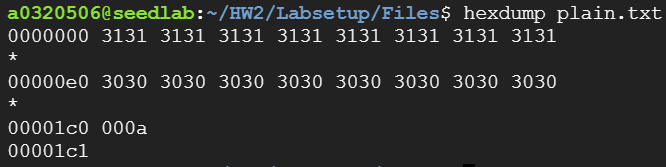 a0320506@seedlab:~/HW2/Labsetup/Files$ hexdump plain.txt
0000000 3131 3131 3131 3131 3131 3131 3131 3131
*
00000e0 3030 3030 3030 3030 3030 3030 3030 3030
*
00001c0 000a
00001c1